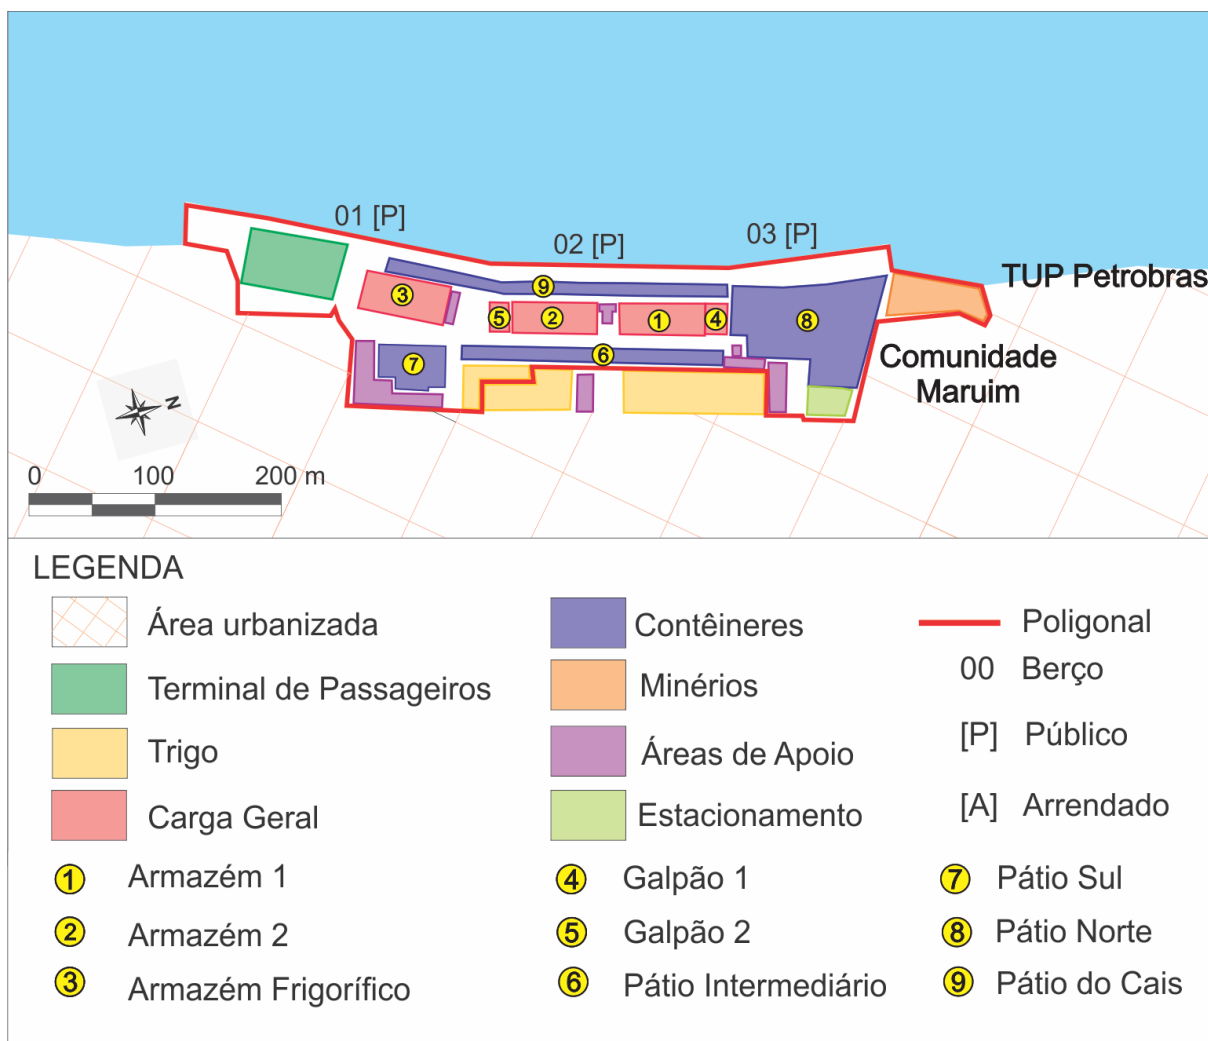 01 [P]
02 [P]
03 [P]
TUP Petrobras
Comunidade
Maruim
3
9
5
2
1
4
8
7
6
N
0 100 200 m
LEGENDA
Área urbanizada
Terminal de Passageiros
Trigo
Carga Geral
Contêineres
Minérios
Áreas de Apoio
Estacionamento
Poligonal
00 Berço
[P] Público
[A] Arrendado
1 Armazém 1
2 Armazém 2
3 Armazém Frigorífico
4 Galpão 1
5 Galpão 2
6 Pátio Intermediário
7 Pátio Sul
8 Pátio Norte
9 Pátio do Cais